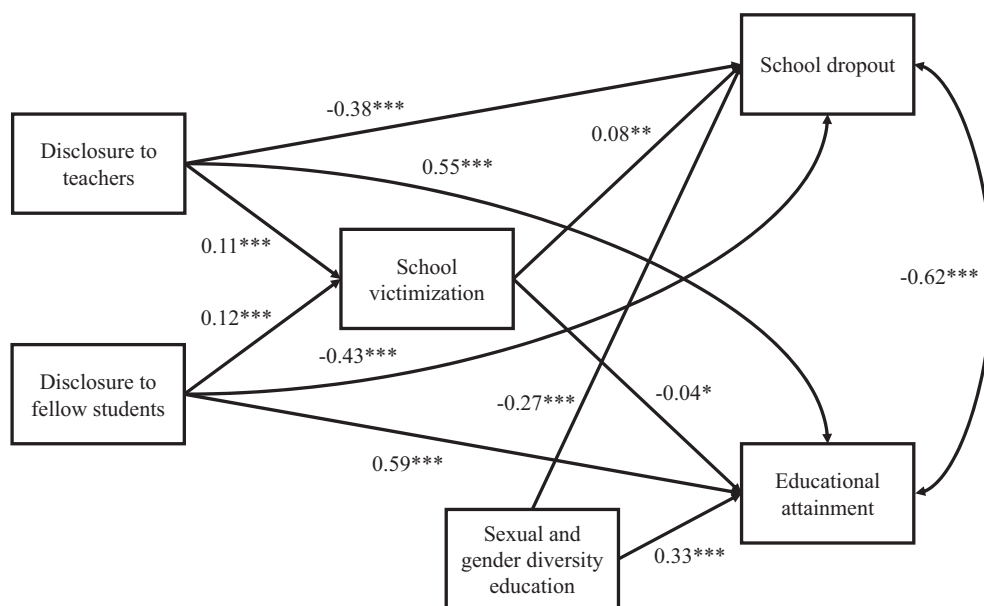 School dropout
-0.38***
0.08**
Disclosure to
teachers
0.55***
0.11***
School
victimization
-0.62***
0.12***
-0.43***
Disclosure to
fellow students
-0.27***
-0.04*
0.59***
Educational
attainment
Sexual and
gender diversity
education
0.33***